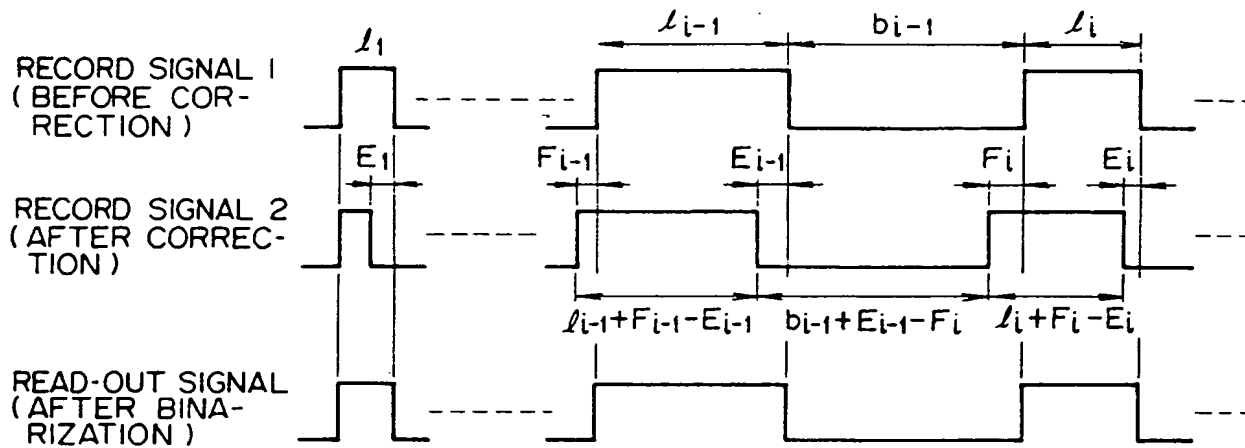 ℓ1
ℓi-1
bi-1
ℓi
RECORD SIGNAL 1
(BEFORE COR-
RECTION)
E1
Fi-1
Ei-1
Fi
Ei
RECORD SIGNAL 2
(AFTER CORREC-
TION)
ℓi-1+Fi-1-Ei-1
bi-1+Ei-1-Fi
ℓi+Fi-Ei
READ-OUT SIGNAL
(AFTER BINA-
RIZATION)